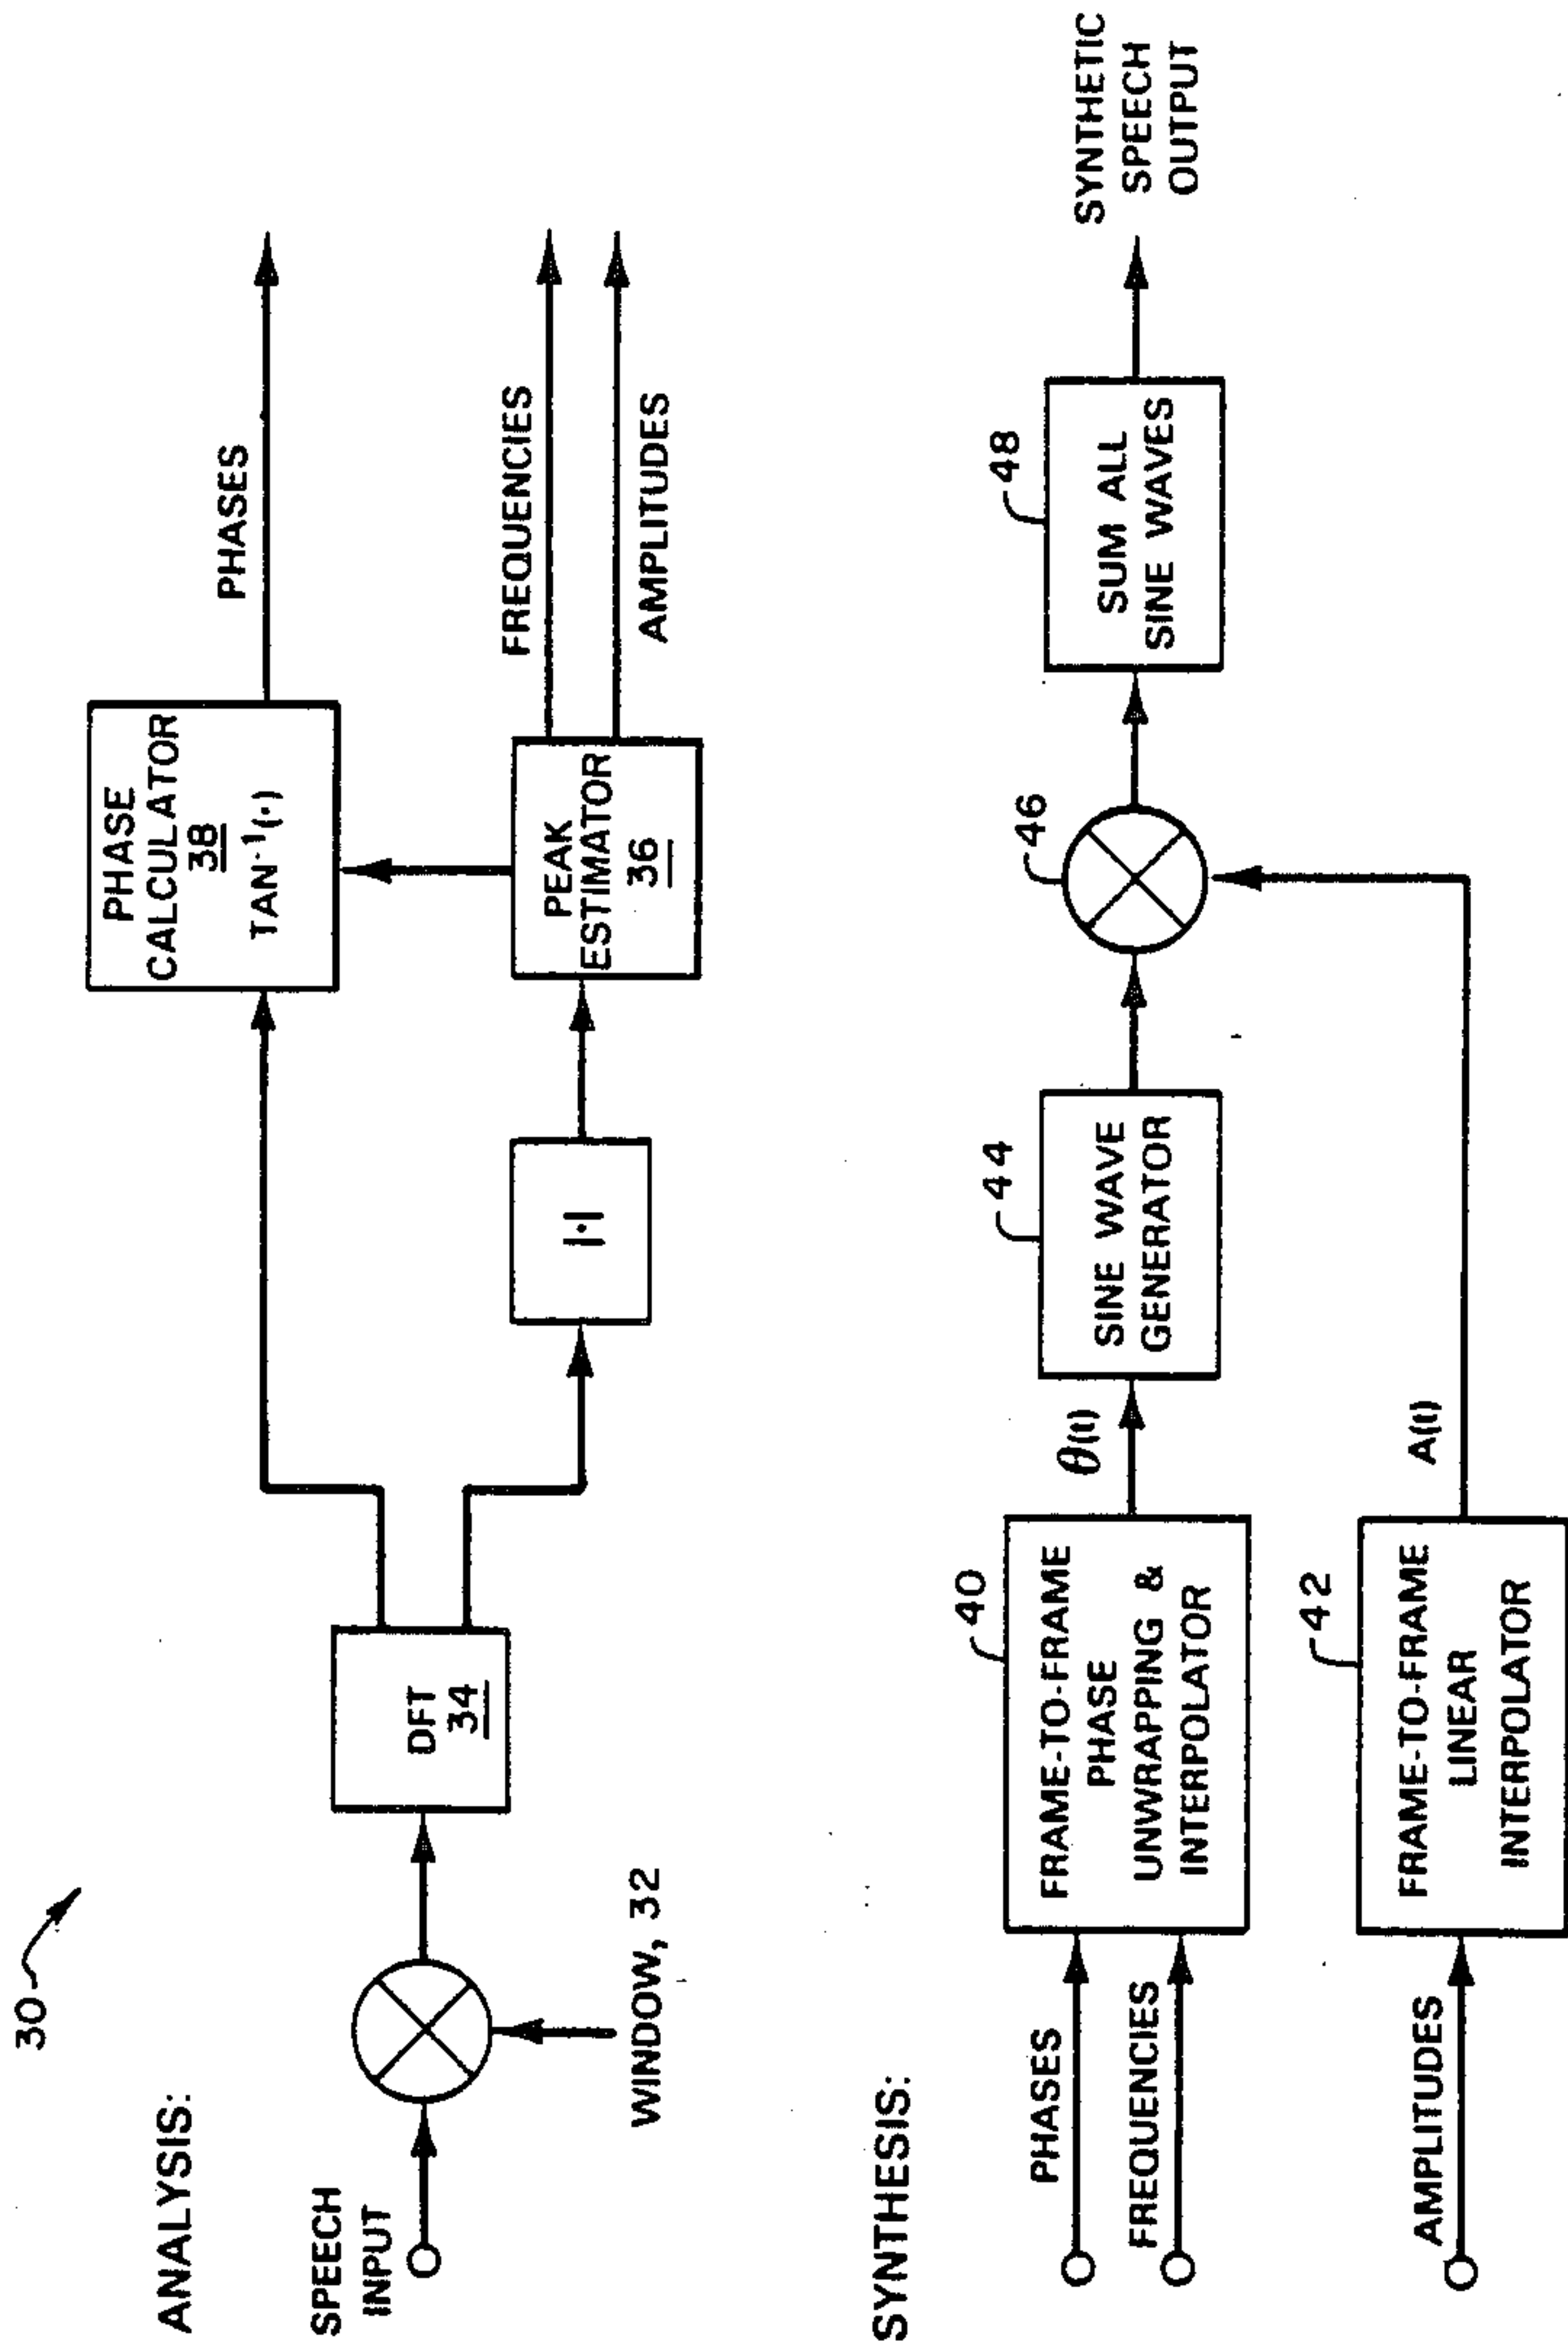 30
ANALYSIS:
SPEECH
INPUT
WINDOW, 32
DFT
34
|·|
PHASE
CALCULATOR
38
TAN⁻¹(·)
PEAK
ESTIMATOR
36
PHASES
FREQUENCIES
AMPLITUDES
SYNTHESIS:
PHASES
FREQUENCIES
AMPLITUDES
40
FRAME-TO-FRAME
PHASE
UNWRAPPING &
INTERPOLATOR
42
FRAME-TO-FRAME
LINEAR
INTERPOLATOR
θ(t)
A(t)
44
SINE WAVE
GENERATOR
46
48
SUM ALL
SINE WAVES
SYNTHETIC
SPEECH
OUTPUT